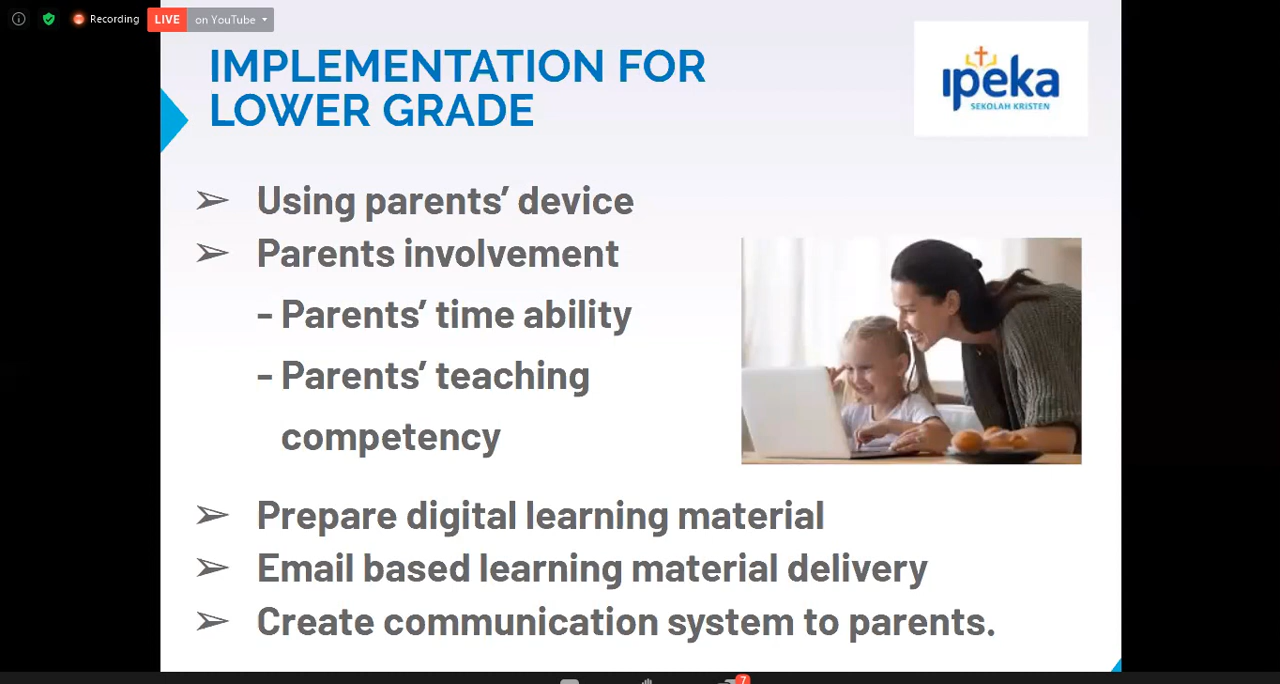 Recording
LIVE on YouTube
IMPLEMENTATION FOR
LOWER GRADE
ipeka
SEKOLAH KRISTEN
➢ Using parents’ device
➢ Parents involvement
- Parents’ time ability
- Parents’ teaching
competency
➢ Prepare digital learning material
➢ Email based learning material delivery
➢ Create communication system to parents.
7